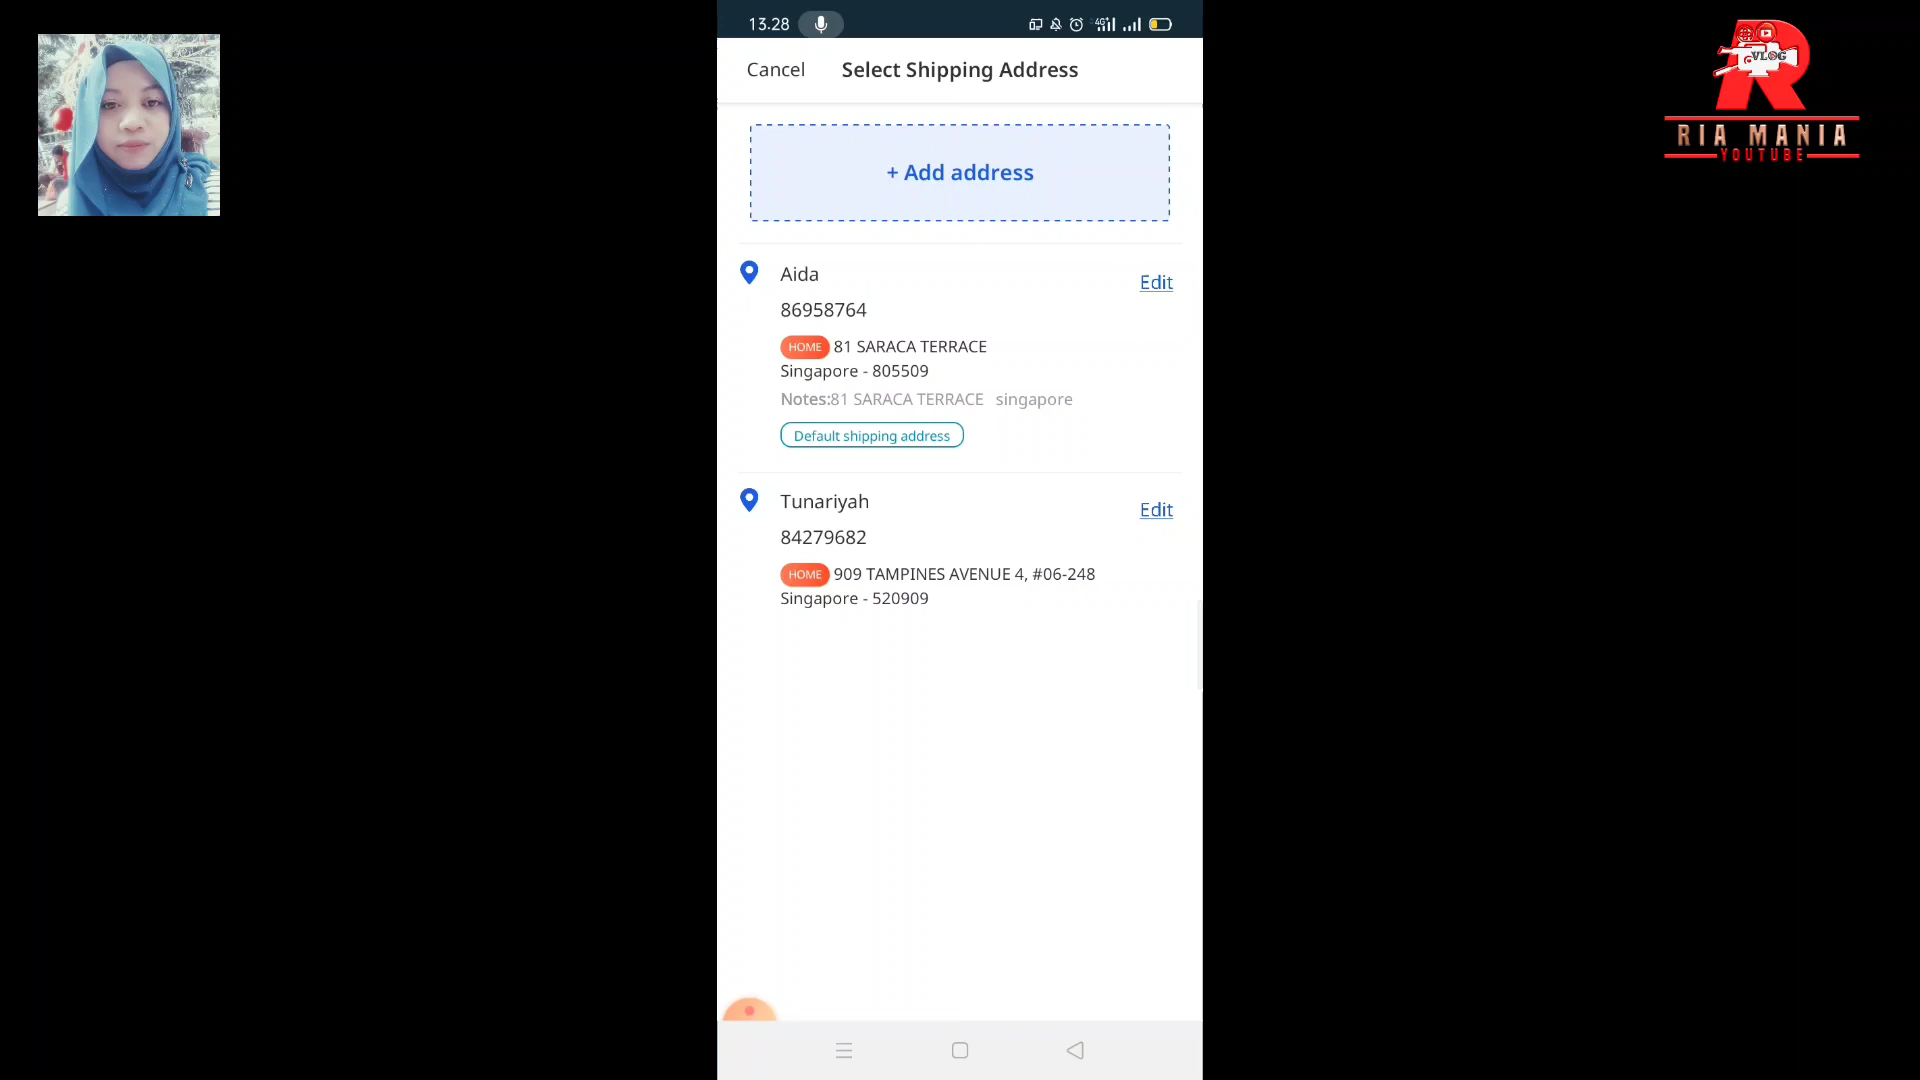 13.28
4G+
Cancel
Select Shipping Address
+ Add address
Aida
Edit
86958764
HOME 81 SARACA TERRACE
Singapore - 805509
Notes:81 SARACA TERRACE singapore
Default shipping address
Tunariyah
Edit
84279682
HOME 909 TAMPINES AVENUE 4, #06-248
Singapore - 520909
VLOG
RIA MANIA
YOUTUBE